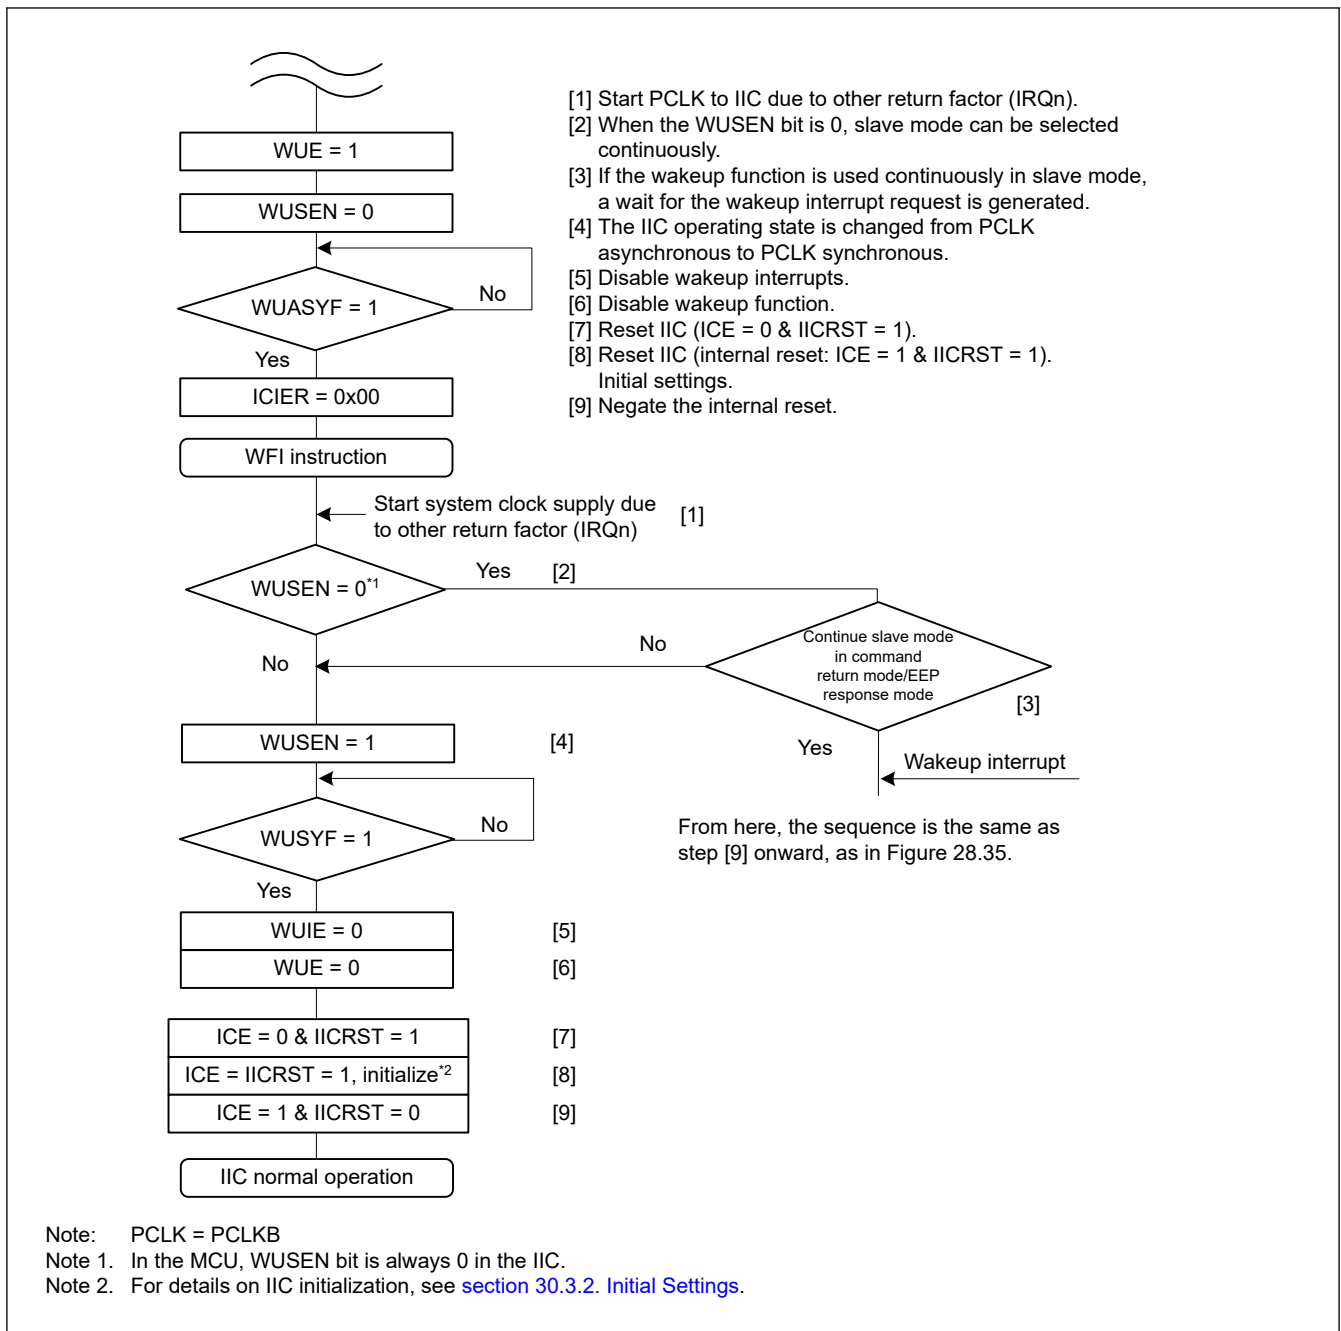 [1] Start PCLK to IIC due to other return factor (IRQn).
[2] When the WUSEN bit is 0, slave mode can be selected
continuously.
[3] If the wakeup function is used continuously in slave mode,
a wait for the wakeup interrupt request is generated.
[4] The IIC operating state is changed from PCLK
asynchronous to PCLK synchronous.
[5] Disable wakeup interrupts.
[6] Disable wakeup function.
[7] Reset IIC (ICE = 0 & IICRST = 1).
[8] Reset IIC (internal reset: ICE = 1 & IICRST = 1).
Initial settings.
[9] Negate the internal reset.
WUE = 1
WUSEN = 0
WUASYF = 1
No
Yes
ICIER = 0x00
WFI instruction
Start system clock supply due
to other return factor (IRQn)
[1]
WUSEN = 0*1
Yes
[2]
No
Continue slave mode
in command
return mode/EEP
response mode
No
[3]
Yes
Wakeup interrupt
From here, the sequence is the same as
step [9] onward, as in Figure 28.35.
WUSEN = 1
[4]
WUSYF = 1
No
Yes
WUIE = 0
[5]
WUE = 0
[6]
ICE = 0 & IICRST = 1
[7]
ICE = IICRST = 1, initialize*2
[8]
ICE = 1 & IICRST = 0
[9]
IIC normal operation
Note: PCLK = PCLKB
Note 1. In the MCU, WUSEN bit is always 0 in the IIC.
Note 2. For details on IIC initialization, see section 30.3.2. Initial Settings.